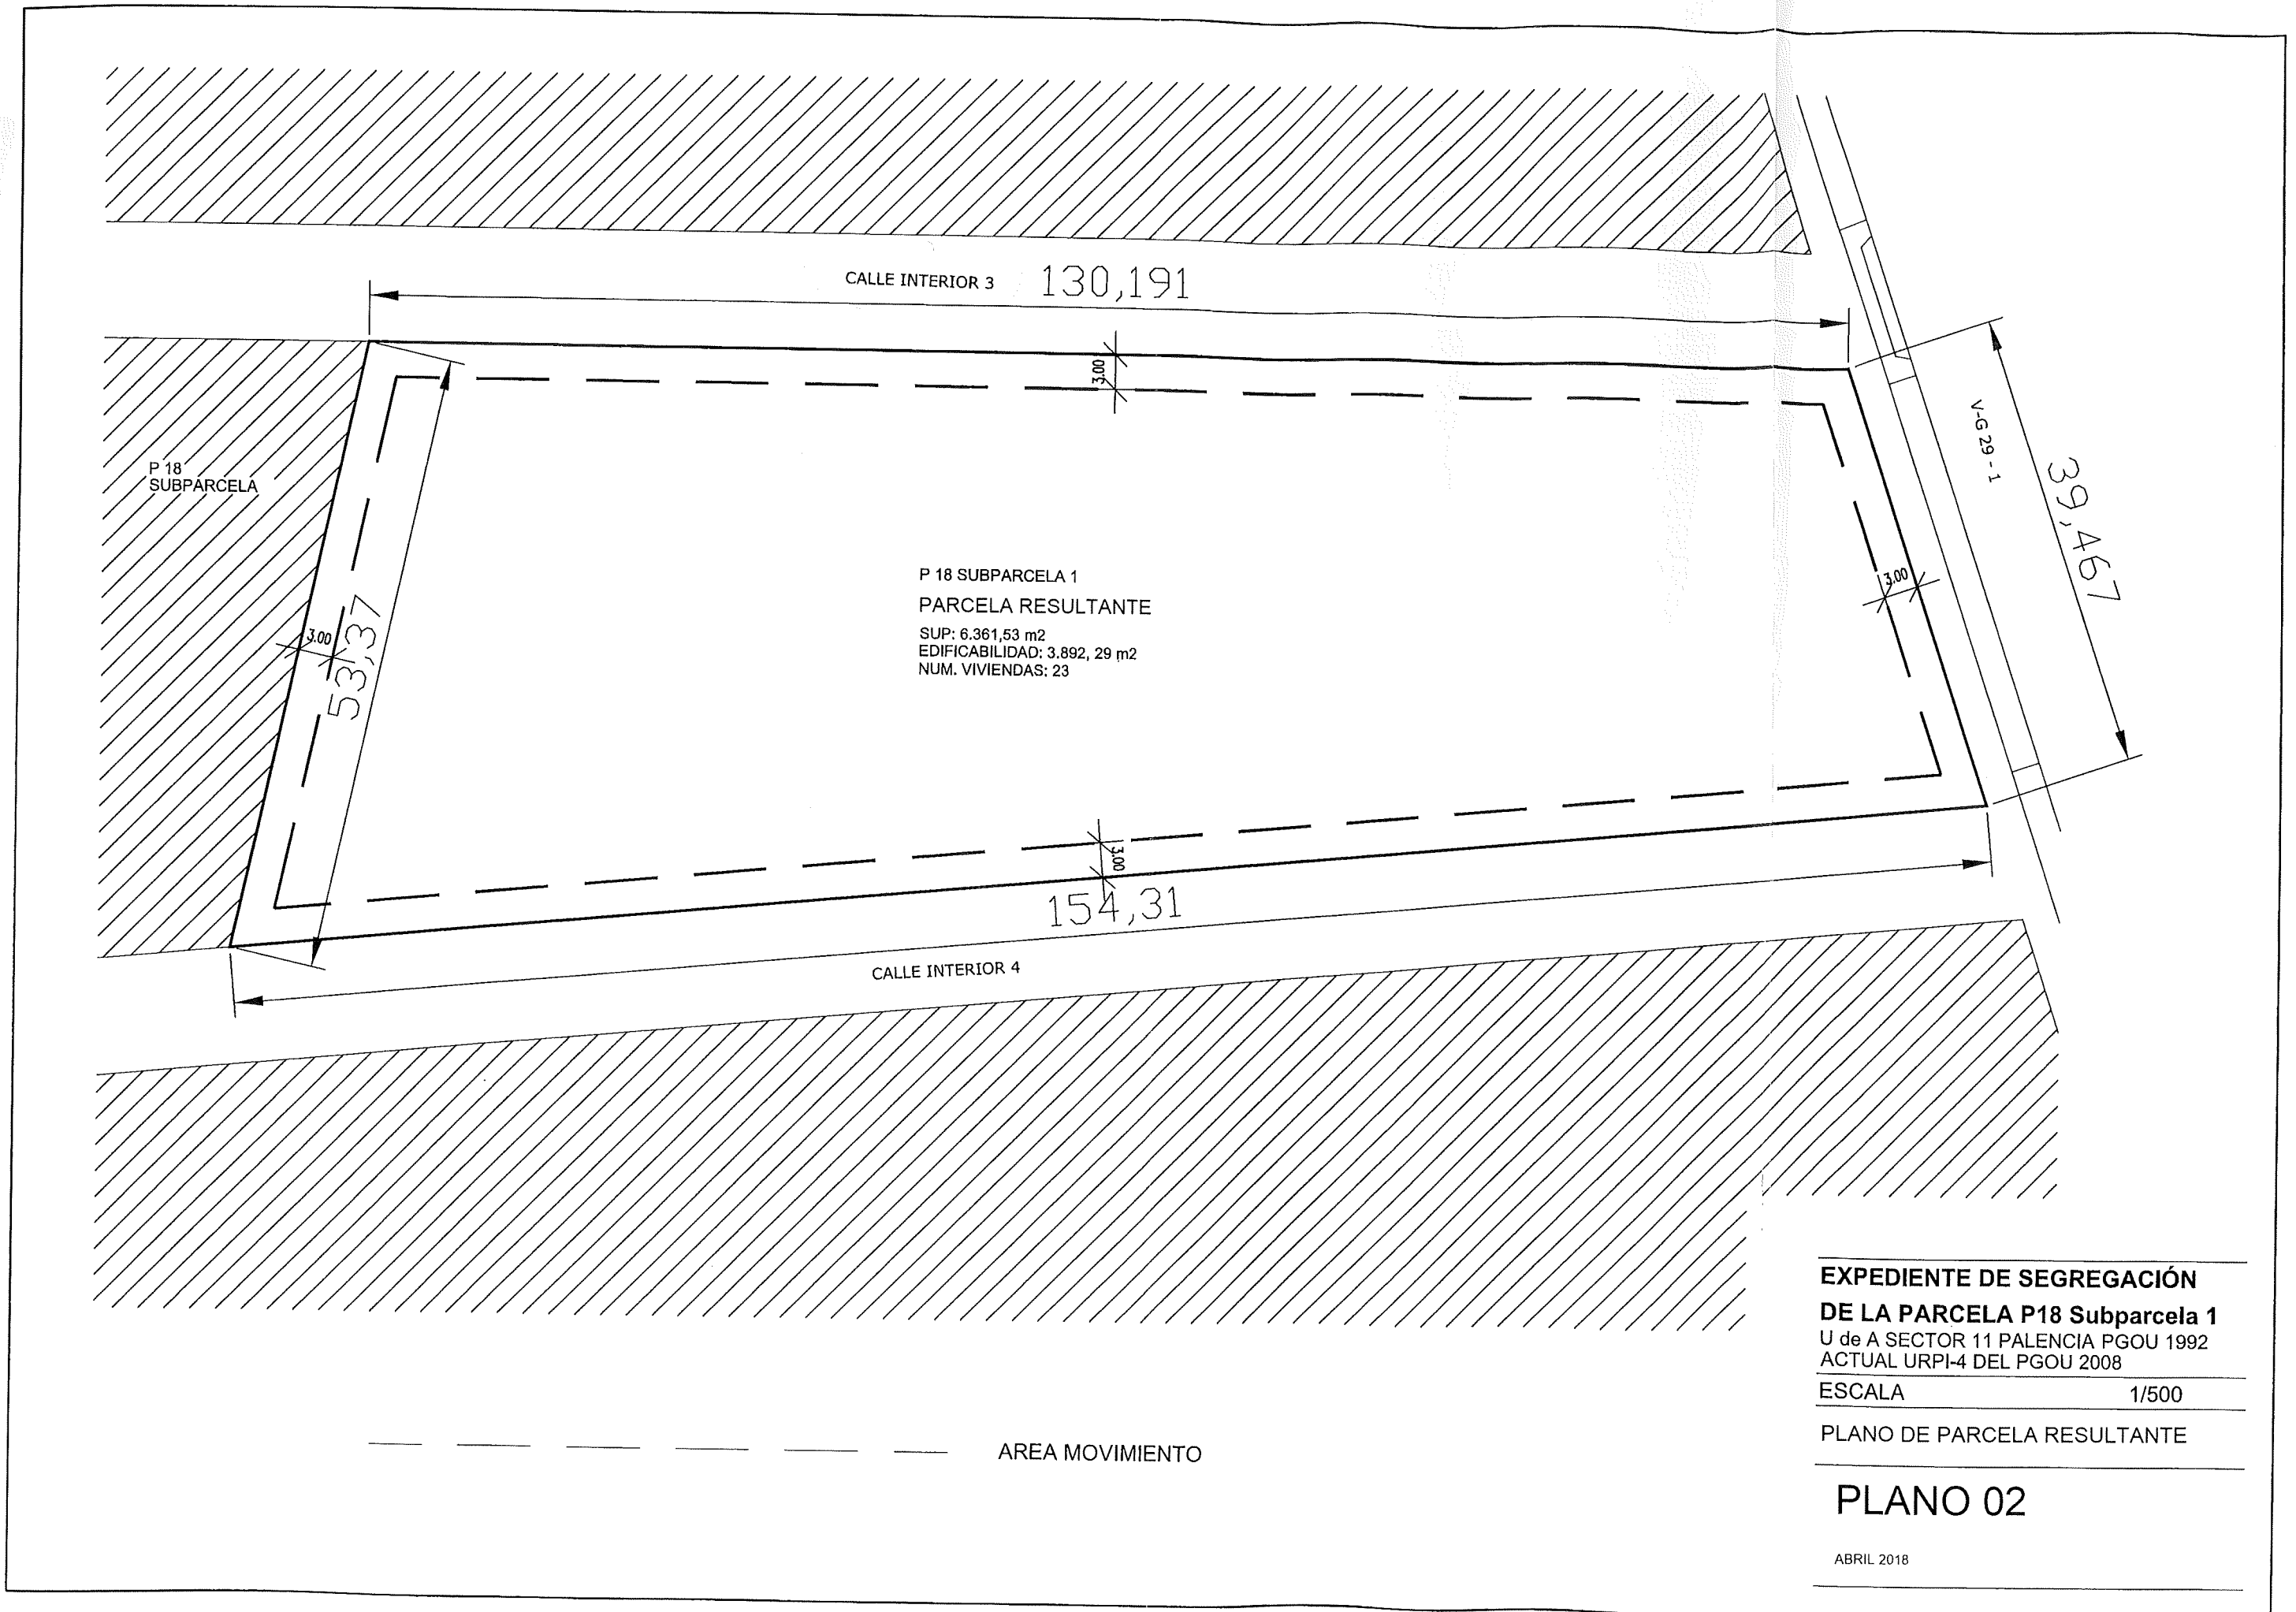 CALLE INTERIOR 3
130,191
3.00
V-G 29 - 1
39,467
P 18
SUBPARCELA
3.00
53,37
P 18 SUBPARCELA 1
PARCELA RESULTANTE
SUP: 6.361,53 m2
EDIFICABILIDAD: 3.892, 29 m2
NUM. VIVIENDAS: 23
3.00
3.00
154,31
CALLE INTERIOR 4
AREA MOVIMIENTO
EXPEDIENTE DE SEGREGACIÓN
DE LA PARCELA P18 Subparcela 1
U de A SECTOR 11 PALENCIA PGOU 1992
ACTUAL URPI-4 DEL PGOU 2008
ESCALA 1/500
PLANO DE PARCELA RESULTANTE
PLANO 02
ABRIL 2018